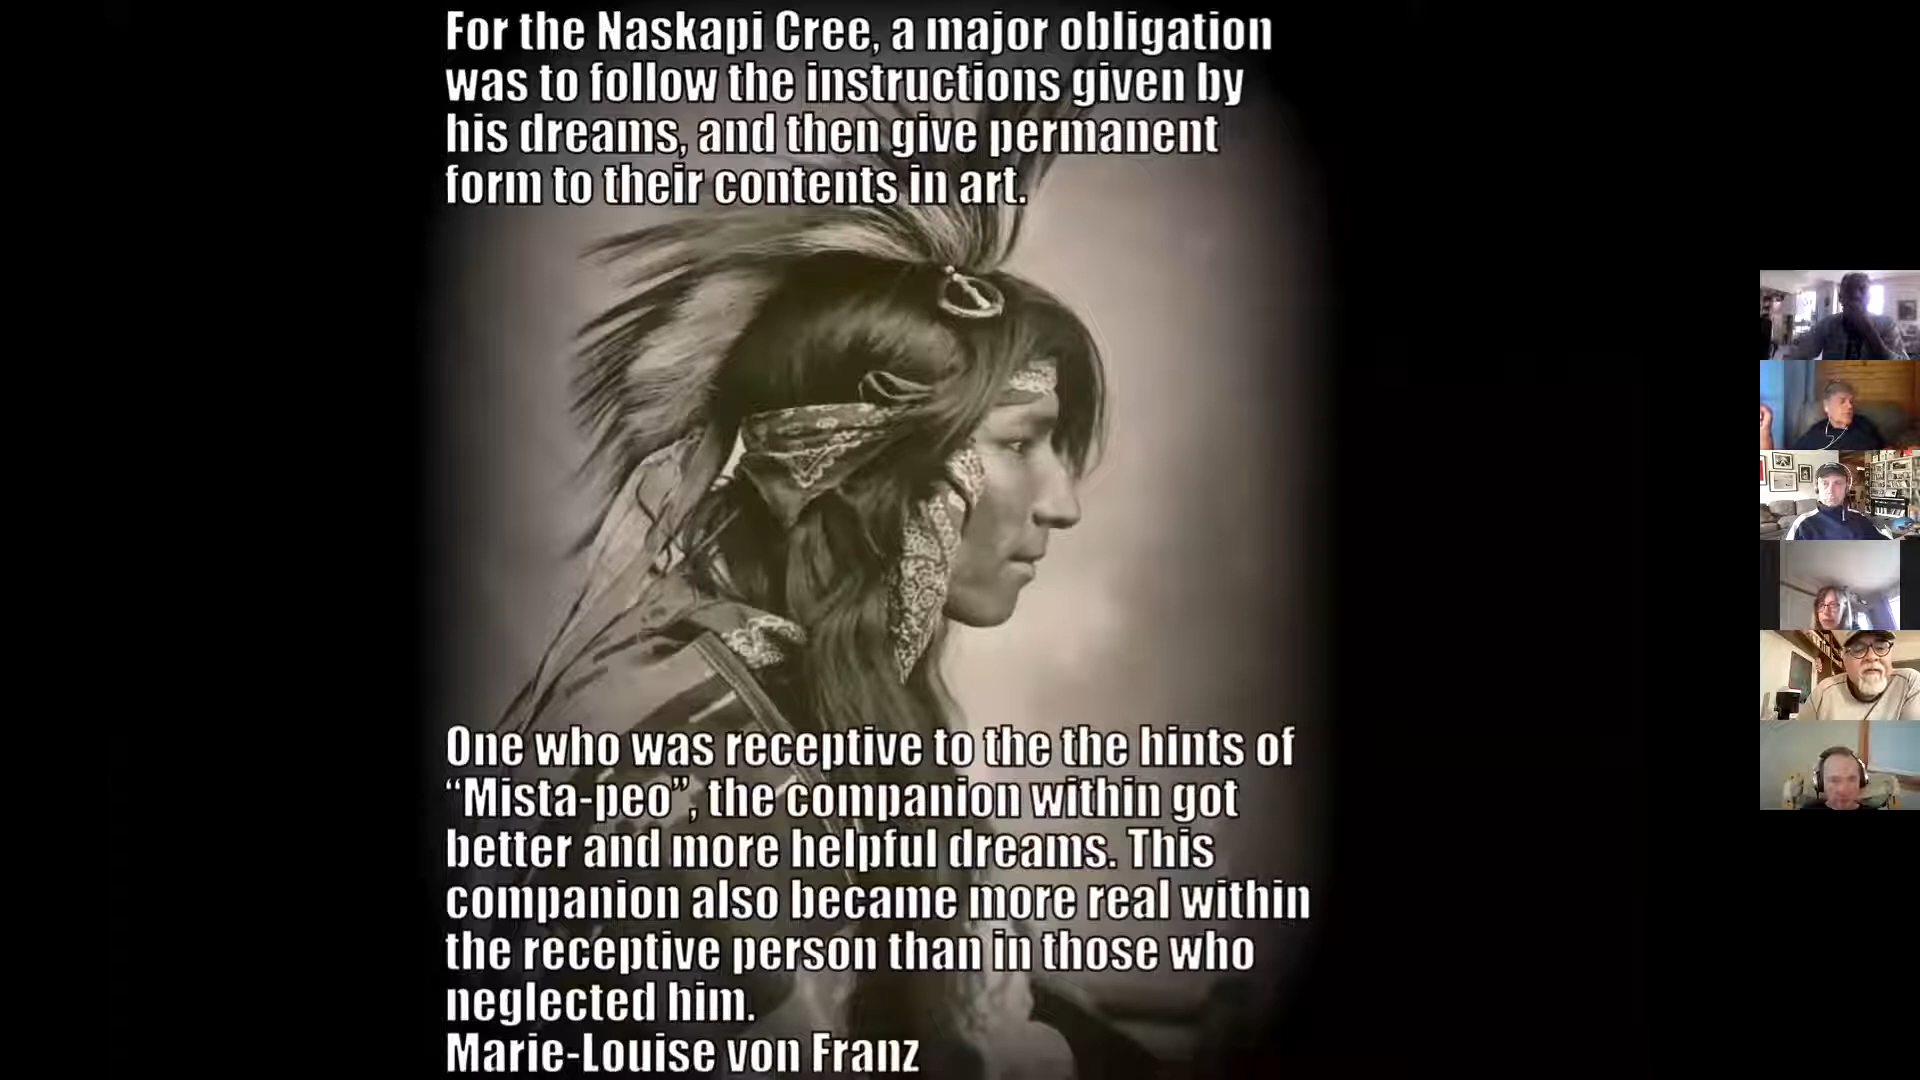 For the Naskapi Cree, a major obligation
was to follow the instructions given by
his dreams, and then give permanent
form to their contents in art.
One who was receptive to the the hints of
“Mista-peo”, the companion within got
better and more helpful dreams. This
companion also became more real within
the receptive person than in those who
neglected him.
Marie-Louise von Franz